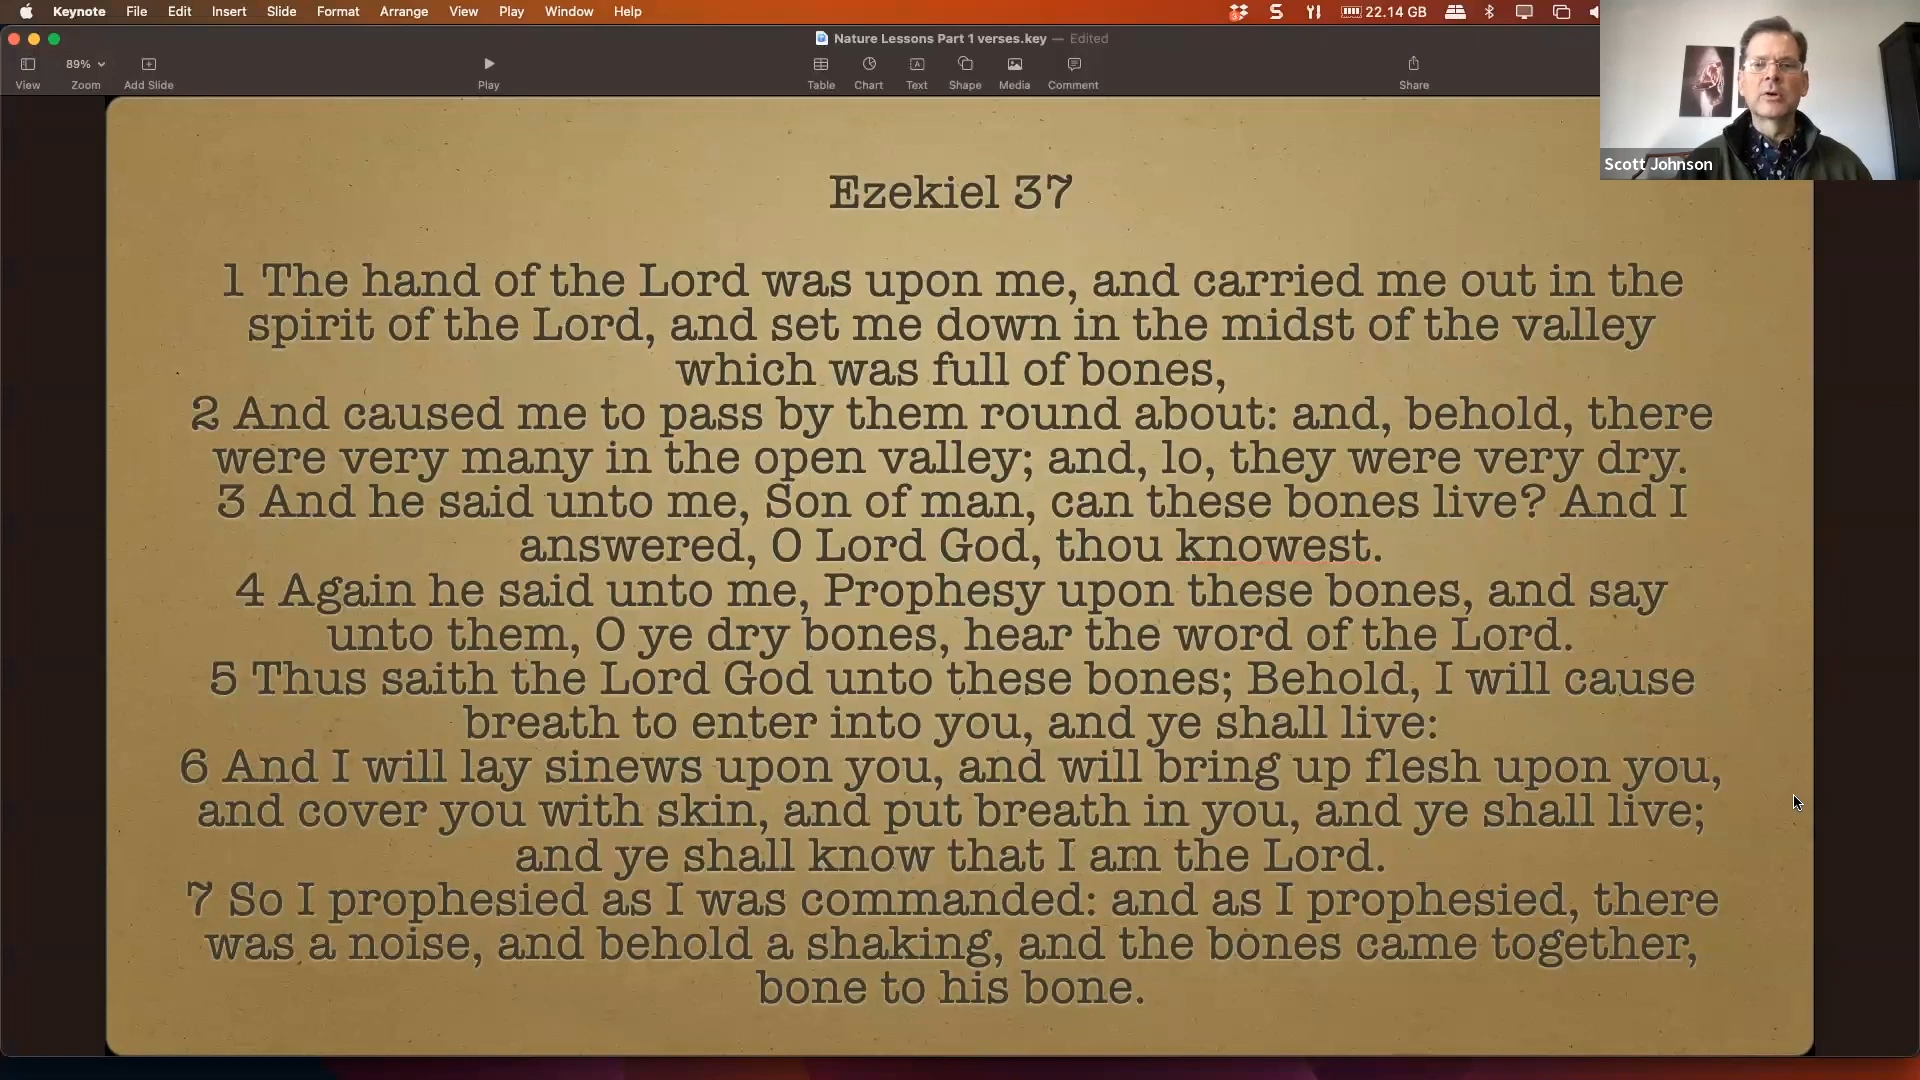 Keynote File Edit Insert Slide Format Arrange View Play Window Help 22.14 GB
Nature Lessons Part 1 verses.key — Edited
89%
View Zoom Add Slide Play Table Chart Text Shape Media Comment Share
Scott Johnson
Ezekiel 37
1 The hand of the Lord was upon me, and carried me out in the
spirit of the Lord, and set me down in the midst of the valley
which was full of bones,
2 And caused me to pass by them round about: and, behold, there
were very many in the open valley; and, lo, they were very dry.
3 And he said unto me, Son of man, can these bones live? And I
answered, O Lord God, thou knowest.
4 Again he said unto me, Prophesy upon these bones, and say
unto them, O ye dry bones, hear the word of the Lord.
5 Thus saith the Lord God unto these bones; Behold, I will cause
breath to enter into you, and ye shall live:
6 And I will lay sinews upon you, and will bring up flesh upon you,
and cover you with skin, and put breath in you, and ye shall live;
and ye shall know that I am the Lord.
7 So I prophesied as I was commanded: and as I prophesied, there
was a noise, and behold a shaking, and the bones came together,
bone to his bone.